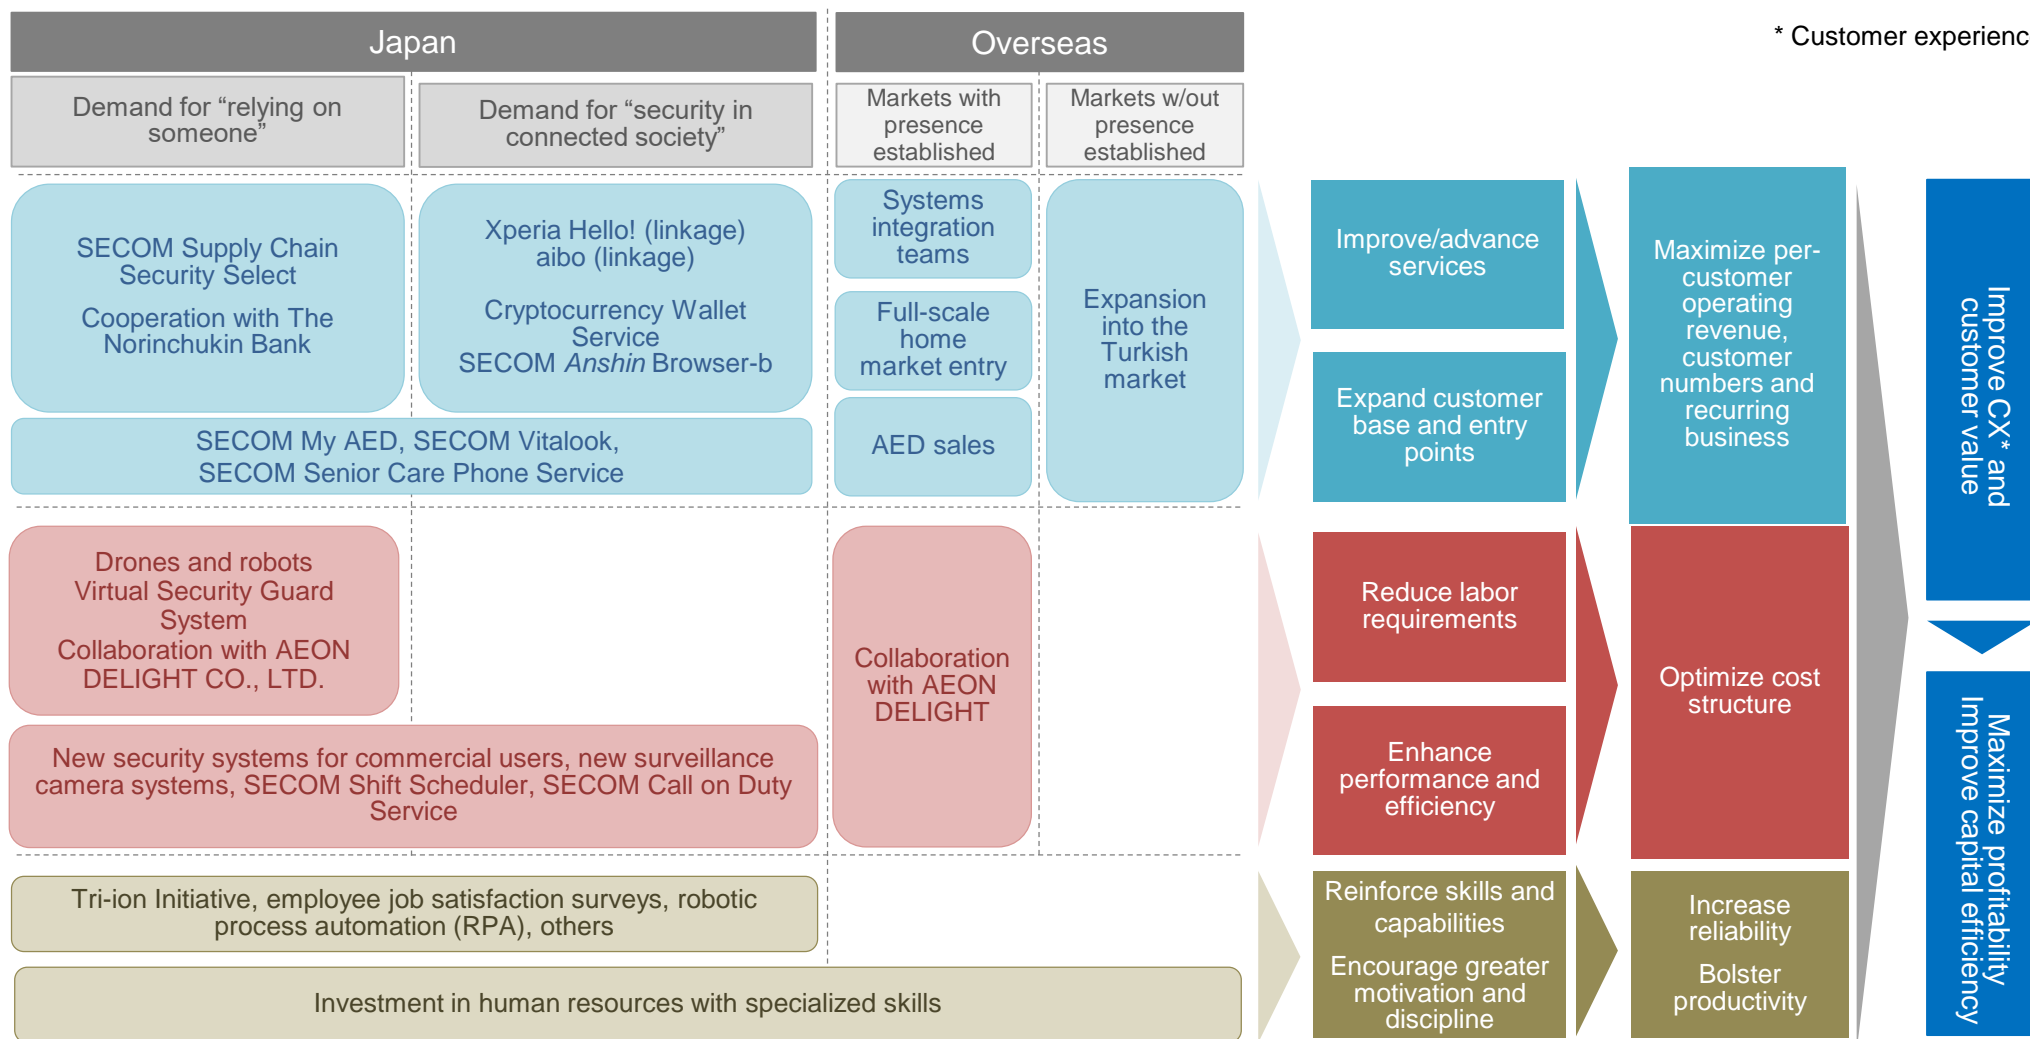 Japan
Overseas
* Customer experienc
Demand for “relying on
someone”
Demand for “security in
connected society”
Markets with
presence
established
Markets w/out
presence
established
SECOM Supply Chain
Security Select
Cooperation with The
Norinchukin Bank
Xperia Hello! (linkage)
aibo (linkage)
Cryptocurrency Wallet
Service
SECOM Anshin Browser-b
Systems
integration
teams
Full-scale
home
market entry
AED sales
Expansion
into the
Turkish
market
SECOM My AED, SECOM Vitalook,
SECOM Senior Care Phone Service
Improve/advance
services
Expand customer
base and entry
points
Maximize per-
customer
operating
revenue,
customer
numbers and
recurring
business
Improve CX* and
customer value
Drones and robots
Virtual Security Guard
System
Collaboration with AEON
DELIGHT CO., LTD.
Collaboration
with AEON
DELIGHT
New security systems for commercial users, new surveillance
camera systems, SECOM Shift Scheduler, SECOM Call on Duty
Service
Reduce labor
requirements
Enhance
performance and
efficiency
Optimize cost
structure
Maximize profitability
Improve capital efficiency
Tri-ion Initiative, employee job satisfaction surveys, robotic
process automation (RPA), others
Investment in human resources with specialized skills
Reinforce skills and
capabilities
Encourage greater
motivation and
discipline
Increase
reliability
Bolster
productivity